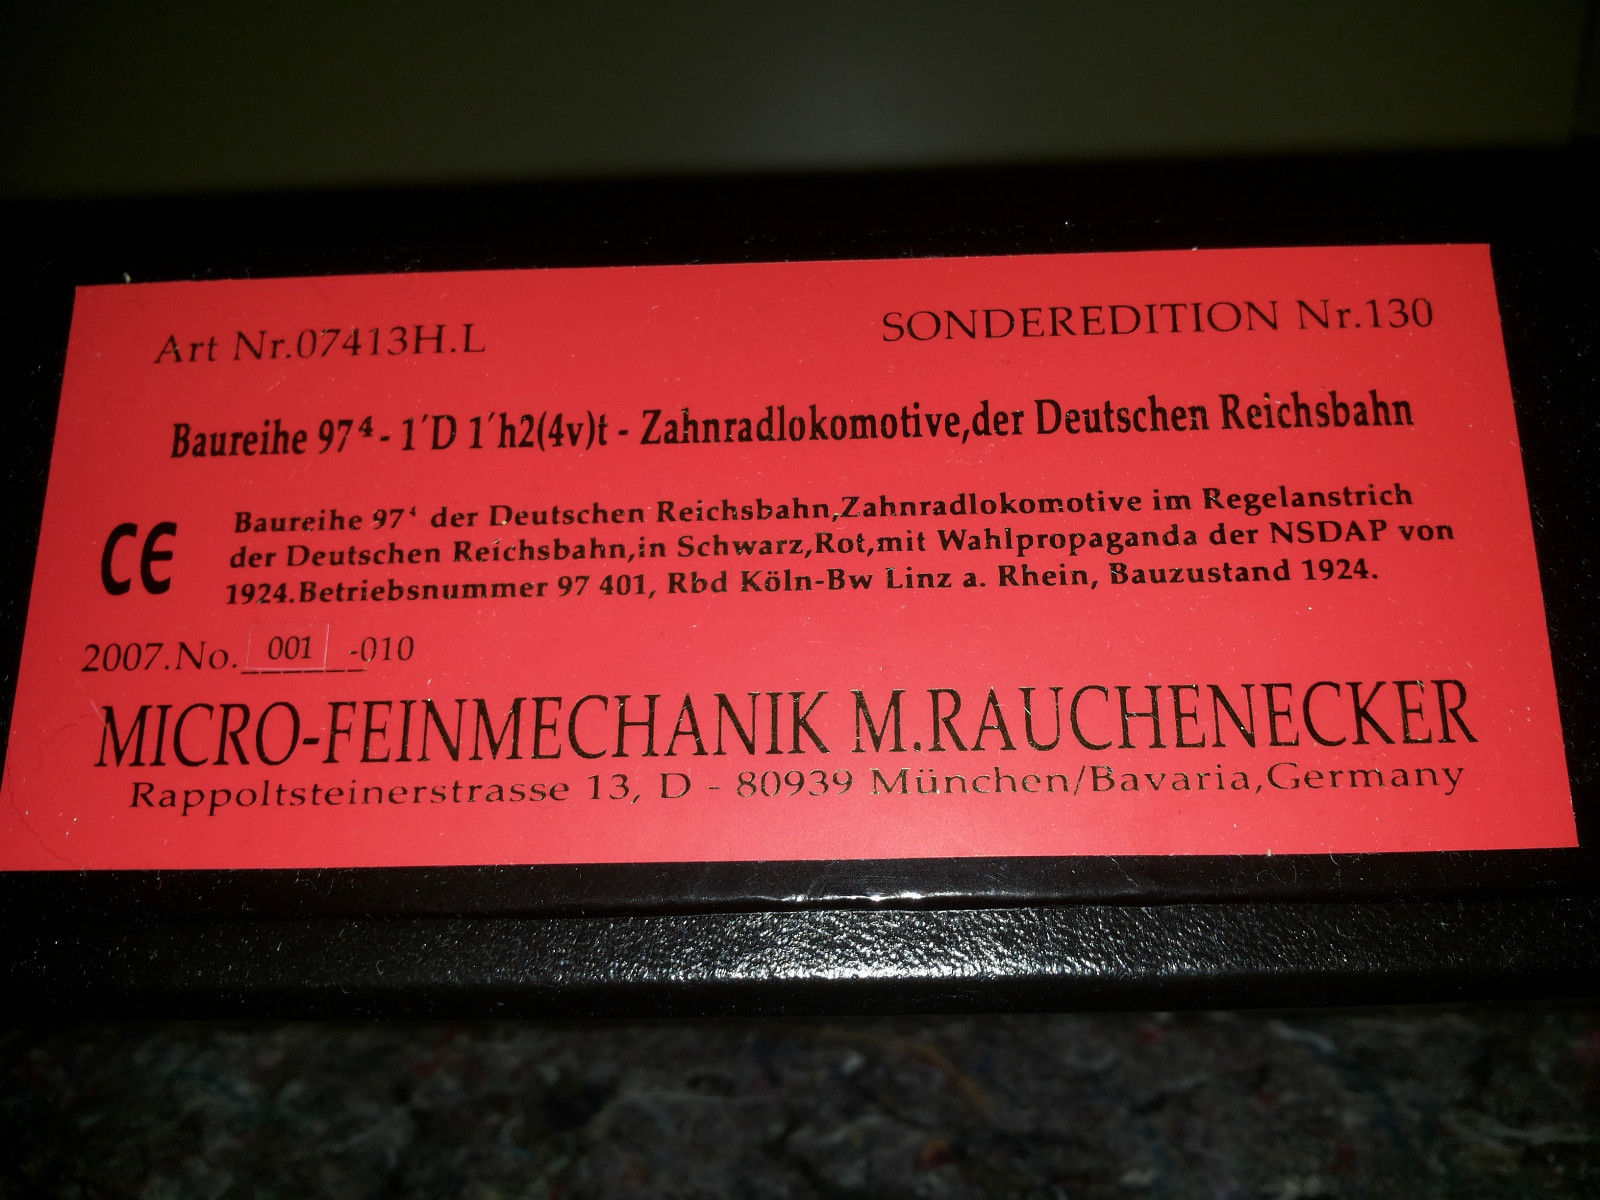 Art Nr.07413H.L
SONDEREDITION Nr.130
Baureihe 97⁴ - 1´D 1´h2(4v)t - Zahnradlokomotive,der Deutschen Reichsbahn
CE
Baureihe 97⁴ der Deutschen Reichsbahn,Zahnradlokomotive im Regelanstrich
der Deutschen Reichsbahn,in Schwarz,Rot,mit Wahlpropaganda der NSDAP von
1924.Betriebsnummer 97 401, Rbd Köln-Bw Linz a. Rhein, Bauzustand 1924.
2007.No. 001 -010
MICRO-FEINMECHANIK M.RAUCHENECKER
Rappoltsteinerstrasse 13, D - 80939 München/Bavaria,Germany